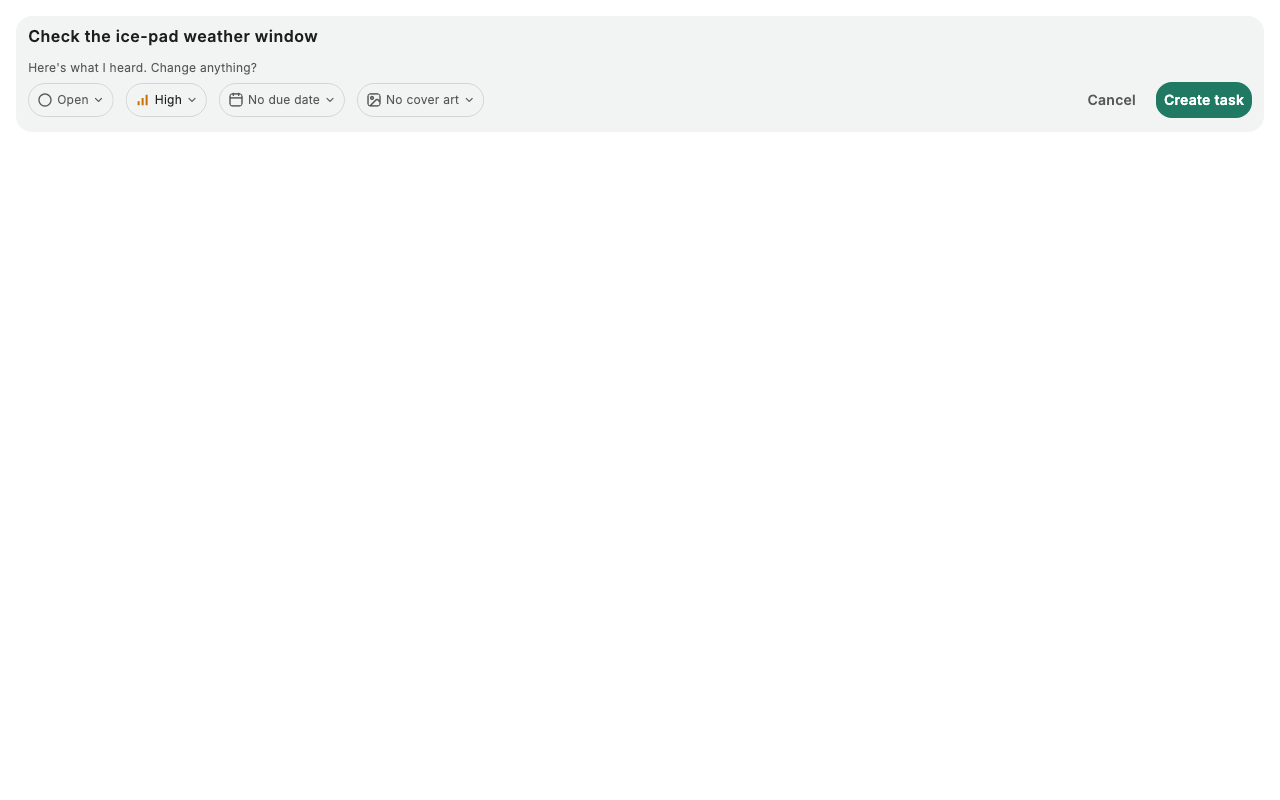 Check the ice-pad weather window
Here's what I heard. Change anything?
Open High No due date No cover art Cancel Create task